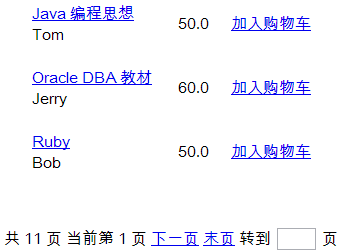 Java 编程思想
Tom
50.0 加入购物车
Oracle DBA 教材
Jerry
60.0 加入购物车
Ruby
Bob
50.0 加入购物车
共 11 页 当前第 1 页 下一页 末页 转到 页